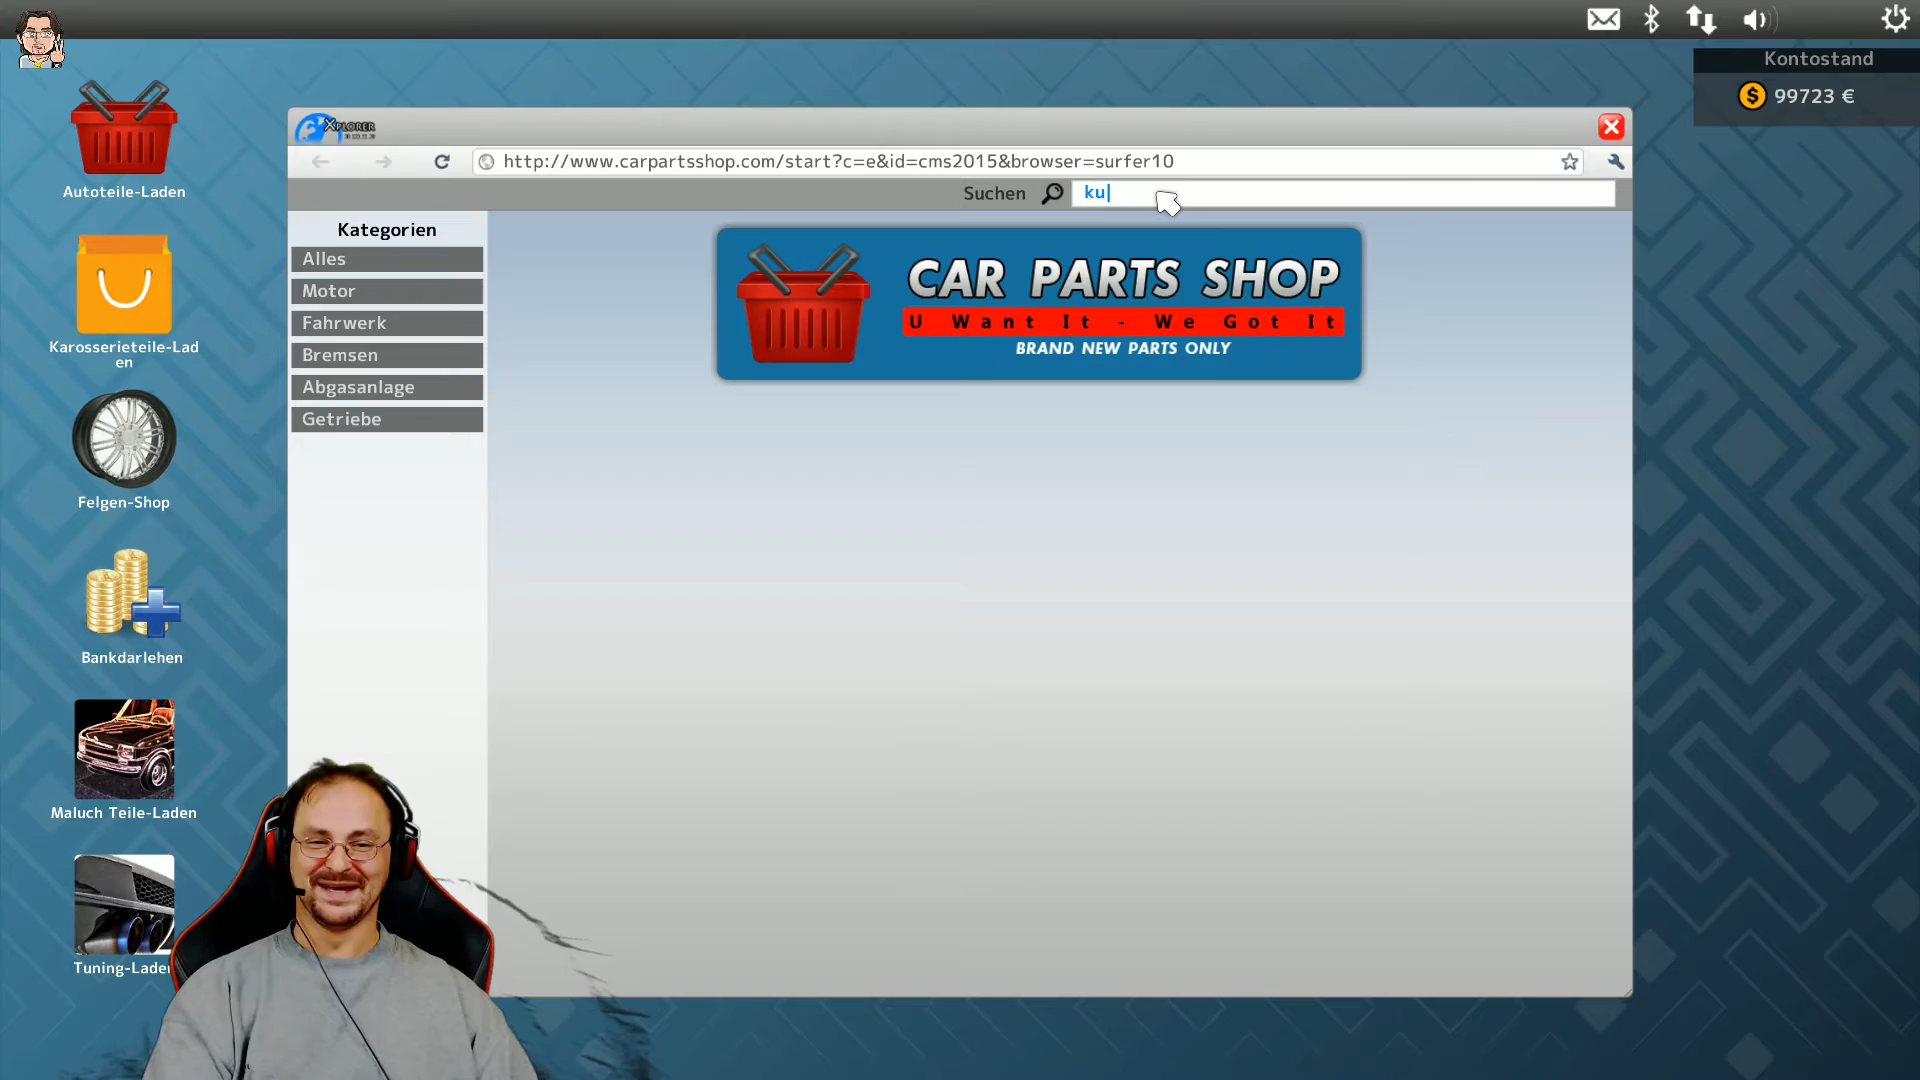 Kontostand
99723 €
Autoteile-Laden
Karosserieteile-Lad
en
Felgen-Shop
Bankdarlehen
Maluch Teile-Laden
Tuning-Laden
XPLORER
http://www.carpartsshop.com/start?c=e&id=cms2015&browser=surfer10
Suchen ku
Kategorien
Alles
Motor
Fahrwerk
Bremsen
Abgasanlage
Getriebe
CAR PARTS SHOP
U Want It - We Got It
BRAND NEW PARTS ONLY